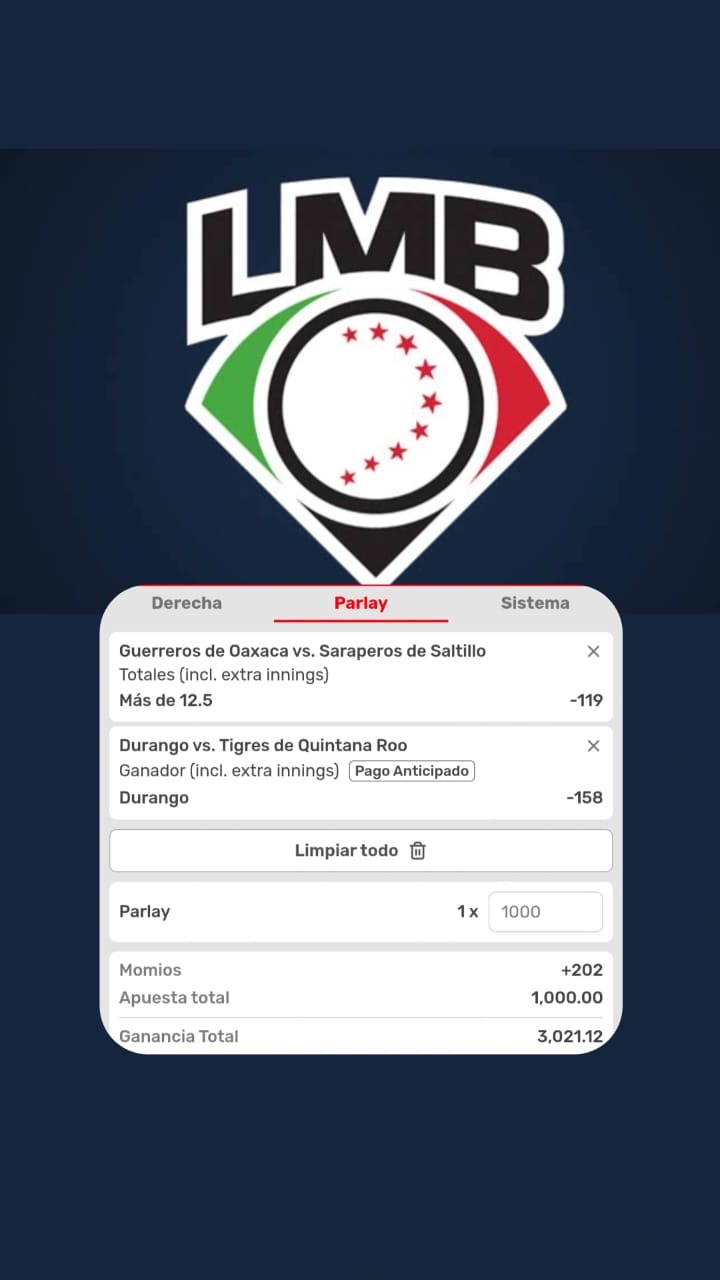 LMB
Derecha Parlay Sistema
Guerreros de Oaxaca vs. Saraperos de Saltillo
Totales (incl. extra innings)
Más de 12.5 -119
Durango vs. Tigres de Quintana Roo
Ganador (incl. extra innings) Pago Anticipado
Durango -158
Limpiar todo
Parlay 1 x 1000
Momios +202
Apuesta total 1,000.00
Ganancia Total 3,021.12